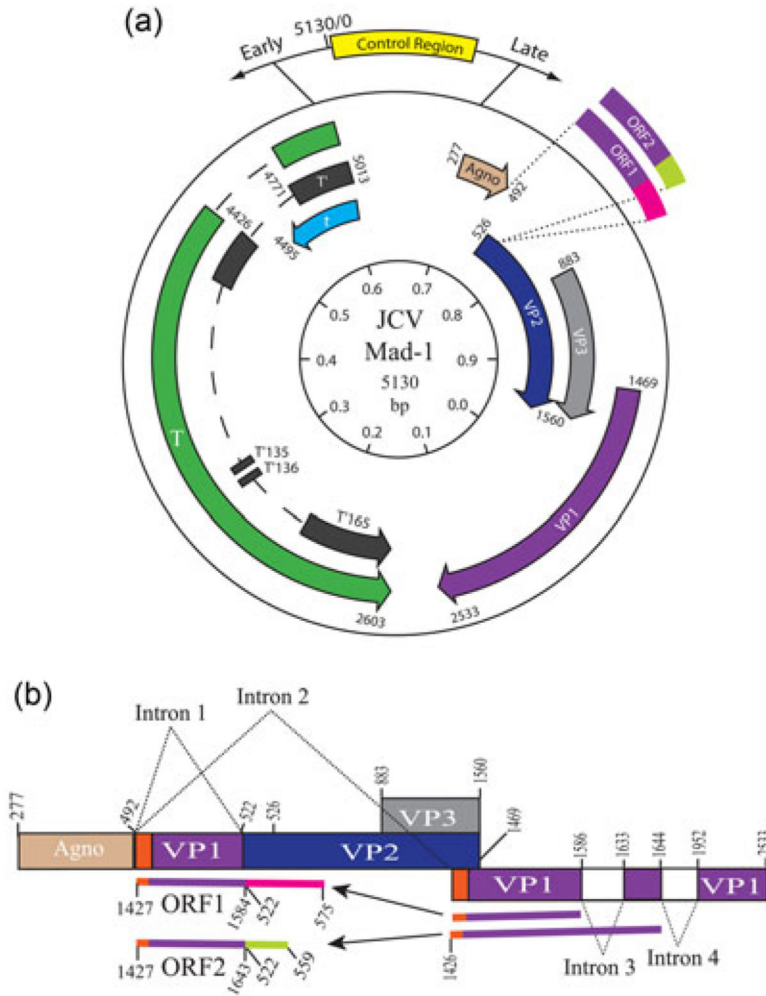 (a)
5130/0
Early
Control Region
Late
ORF2
ORF1
277
Agno
492
5013
T'
4771
t
4495
4426
526
883
VP2
VP3
0.6
0.7
0.5
0.8
JCV
Mad-1
5130
bp
0.4
0.9
0.3
0.0
0.2
0.1
1560
1469
T
T'135
T'136
T'165
VP1
2603
2533
(b)
Intron 1
Intron 2
277
492
522
526
883
1560
1469
VP3
Agno
VP1
VP2
1586
1633
1644
1952
2533
VP1
VP1
1427
ORF1
1584
522
575
1427
ORF2
1643
522
559
1426
Intron 3
Intron 4